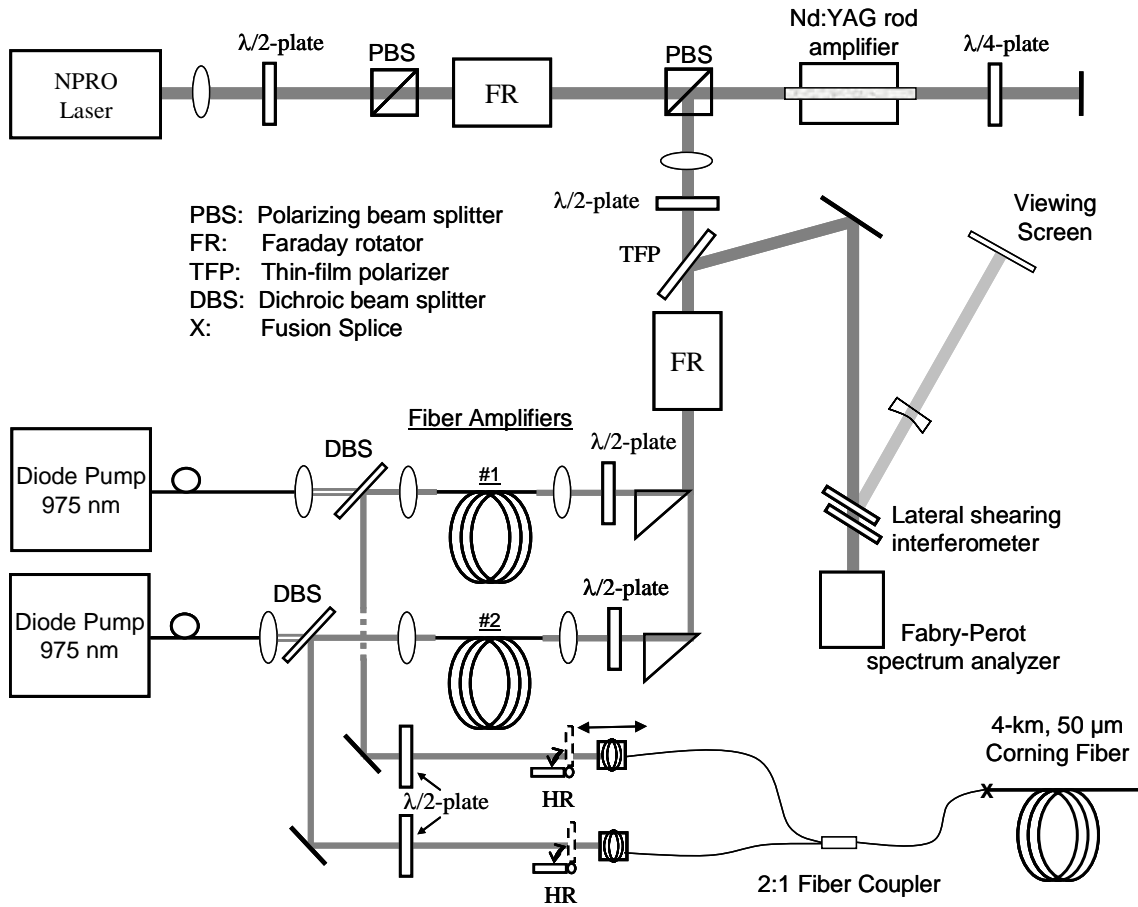 λ/2-plate
PBS
NPRO
Laser
FR
PBS
Nd:YAG rod
amplifier
λ/4-plate
λ/2-plate
TFP
Viewing
Screen
PBS: Polarizing beam splitter
FR: Faraday rotator
TFP: Thin-film polarizer
DBS: Dichroic beam splitter
X: Fusion Splice
FR
Fiber Amplifiers
Diode Pump
975 nm
DBS
#1
λ/2-plate
Lateral shearing
interferometer
Diode Pump
975 nm
DBS
#2
λ/2-plate
Fabry-Perot
spectrum analyzer
4-km, 50 µm
Corning Fiber
HR
λ/2-plate
X
HR
2:1 Fiber Coupler